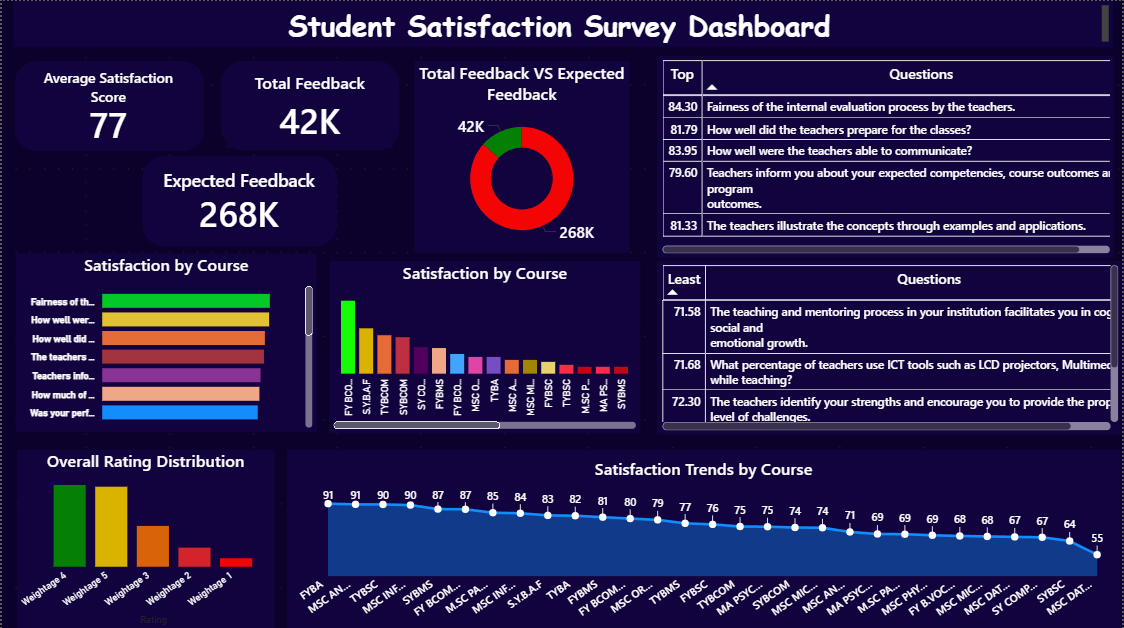 Student Satisfaction Survey Dashboard
Average Satisfaction
Score
77
Total Feedback
42K
Expected Feedback
268K
Total Feedback VS Expected
Feedback
42K
268K
Top Questions
84.30 Fairness of the internal evaluation process by the teachers.
81.79 How well did the teachers prepare for the classes?
83.95 How well were the teachers able to communicate?
79.60 Teachers inform you about your expected competencies, course outcomes
program
outcomes.
81.33 The teachers illustrate the concepts through examples and applications.
Satisfaction by Course
Fairness of th...
How well wer...
How well did ...
The teachers ...
Teachers info...
How much of ...
Was your perf...
Satisfaction by Course
FY BCO...
S.Y.B.A.F
TYBCOM
SYBCOM
SY CO...
FYBMS
FY BCO...
MSC O...
TYBA
MSC A...
MSC MI...
FYBSC
TYBSC
M.SC P...
MA PS...
SYBMS
Least Questions
71.58 The teaching and mentoring process in your institution facilitates you in
social and
emotional growth.
71.68 What percentage of teachers use ICT tools such as LCD projectors,
while teaching?
72.30 The teachers identify your strengths and encourage you to provide the
level of challenges.
Overall Rating Distribution
Weightage 4
Weightage 5
Weightage 3
Weightage 2
Weightage 1
Rating
Satisfaction Trends by Course
91 91 90 90 87 87 85 84 83 82 81 80 79 77 76 75 75 74 74 71 69 69 69 68 68 67 67 64 55
FYBA
MSC AN...
TYBSC
MSC INF...
SYBMS
FY BCOM...
M.SC PA...
MSC INF...
S.Y.B.A.F
TYBA
FYBMS
FY BCOM...
MSC OR...
TYBMS
FYBSC
TYBCOM
MA PSYC...
SYBCOM
MSC MIC...
MSC AN...
MA PSYC...
M.SC PA...
MSC PHY...
FY B.VOC...
MSC MIC...
MSC DAT...
SY COMP...
SYBSC
MSC DAT...